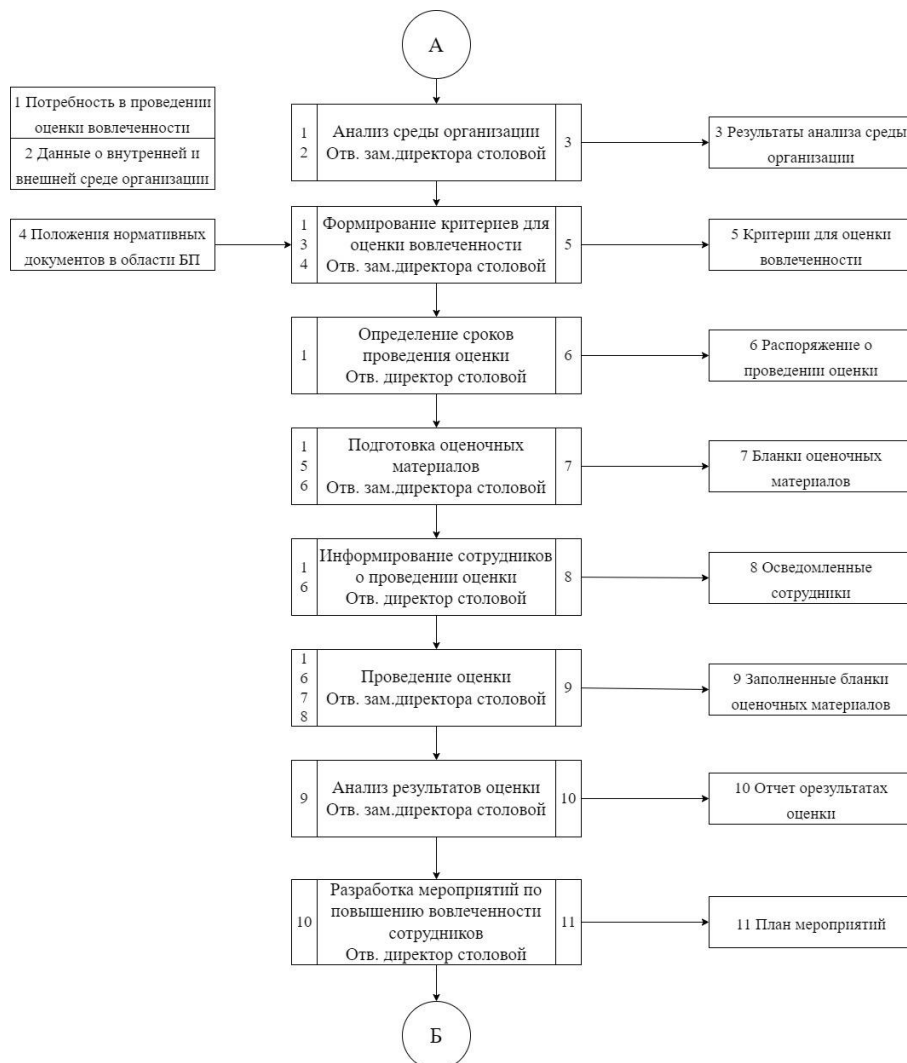 А
1 Потребность в проведении
оценки вовлеченности
2 Данные о внутренней и
внешней среде организации
1
2
Анализ среды организации
Отв. зам.директора столовой
3
3 Результаты анализа среды
организации
4 Положения нормативных
документов в области БП
1
3
4
Формирование критериев для
оценки вовлеченности
Отв. зам.директора столовой
5
5 Критерии для оценки
вовлеченности
1
Определение сроков
проведения оценки
Отв. директор столовой
6
6 Распоряжение о
проведении оценки
1
5
6
Подготовка оценочных
материалов
Отв. зам.директора столовой
7
7 Бланки оценочных
материалов
1
6
Информирование сотрудников
о проведении оценки
Отв. директор столовой
8
8 Осведомленные
сотрудники
1
6
7
8
Проведение оценки
Отв. зам.директора столовой
9
9 Заполненные бланки
оценочных материалов
9
Анализ результатов оценки
Отв. зам.директора столовой
10
10 Отчет орезультатах
оценки
10
Разработка мероприятий по
повышению вовлеченности
сотрудников
Отв. директор столовой
11
11 План мероприятий
Б